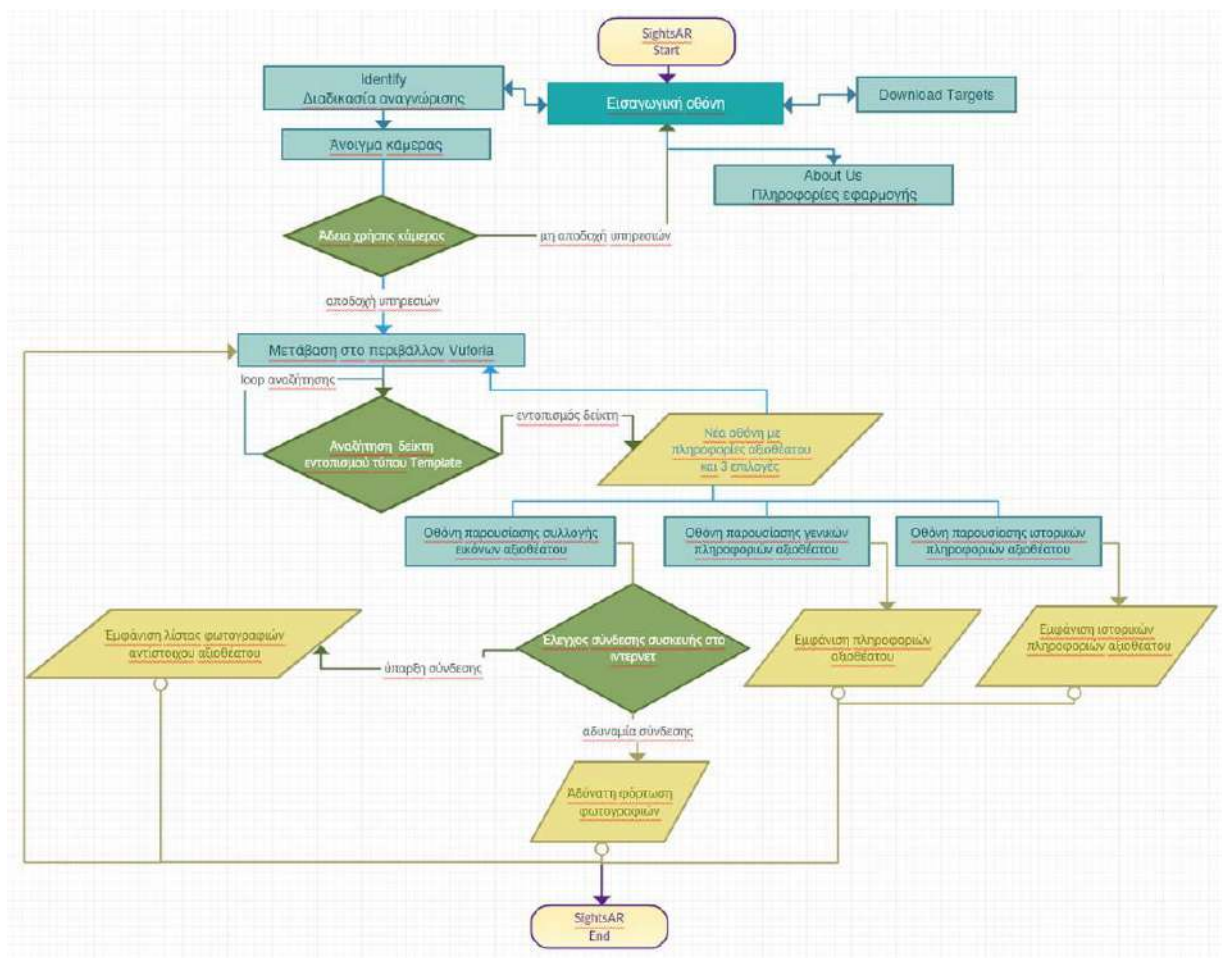 SightsAR
Start
Identify
Διαδικασία αναγνώρισης
Εισαγωγική οθόνη
Download Targets
Άνοιγμα κάμερας
About Us
Πληροφορίες εφαρμογής
Άδεια χρήσης κάμερας
μη αποδοχή υπηρεσιών
αποδοχή υπηρεσιών
Μετάβαση στο περιβάλλον Vuforia
loop αναζήτησης
εντοπισμός δείκτη
Αναζήτηση δείκτη
εντοπισμού τύπου Template
Νέα οθόνη με
πληροφορίες αξιοθέατου
και 3 επιλογές
Οθόνη παρουσίασης συλλογής
εικόνων αξιοθέατου
Οθόνη παρουσίασης γενικών
πληροφοριών αξιοθέατου
Οθόνη παρουσίασης ιστορικών
πληροφοριών αξιοθέατου
Εμφάνιση λίστας φωτογραφιών
αντίστοιχου αξιοθέατου
ύπαρξη σύνδεσης
Έλεγχος σύνδεσης συσκευής στο
ιντερνετ
Εμφάνιση πληροφοριών
αξιοθέατου
Εμφάνιση ιστορικών
πληροφοριών αξιοθέατου
αδυναμία σύνδεσης
Αδύνατη φόρτωση
φωτογραφιών
SightsAR
End